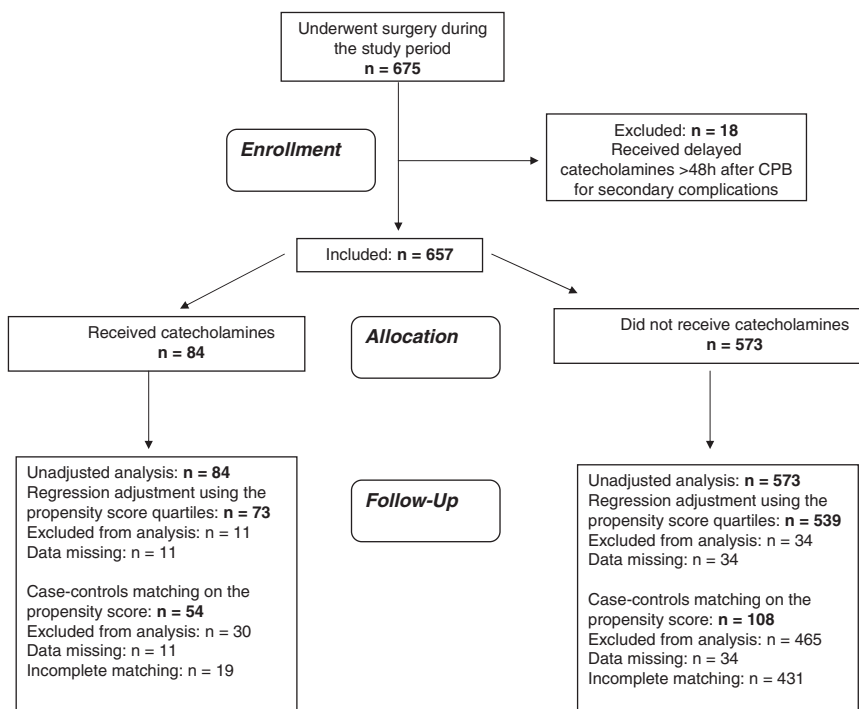 Underwent surgery during
the study period
n = 675
Enrollment
Excluded: n = 18
Received delayed
catecholamines >48h after CPB
for secondary complications
Included: n = 657
Received catecholamines
n = 84
Allocation
Did not receive catecholamines
n = 573
Unadjusted analysis: n = 84
Regression adjustment using the
propensity score quartiles: n = 73
Excluded from analysis: n = 11
Data missing: n = 11
Case-controls matching on the
propensity score: n = 54
Excluded from analysis: n = 30
Data missing: n = 11
Incomplete matching: n = 19
Follow-Up
Unadjusted analysis: n = 573
Regression adjustment using the
propensity score quartiles: n = 539
Excluded from analysis: n = 34
Data missing: n = 34
Case-controls matching on the
propensity score: n = 108
Excluded from analysis: n = 465
Data missing: n = 34
Incomplete matching: n = 431